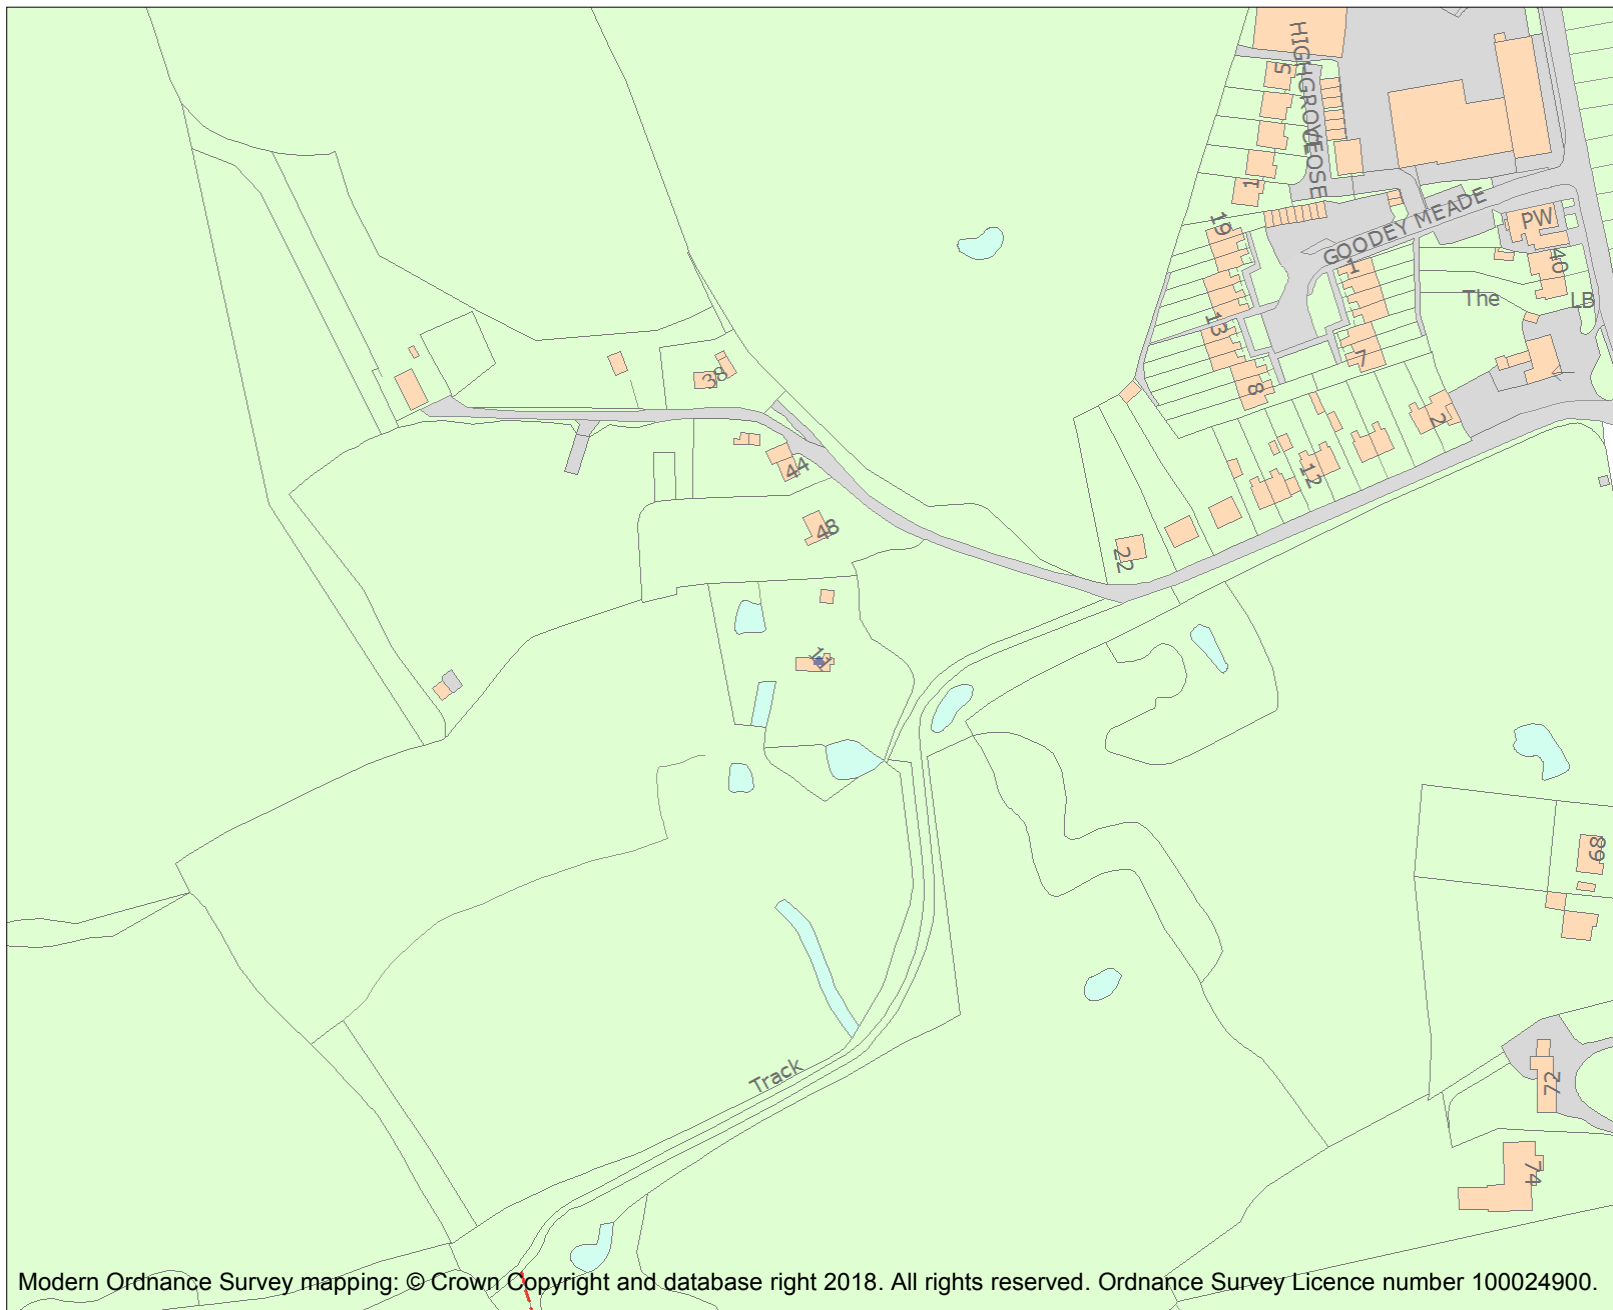 HIGHGROVE
CLOSE
5
1
19
GOODEY MEADE
PW
40
1
The
LB
13
7
38
8
2
44
12
48
22
11
68
Track
72
74
Modern Ordnance Survey mapping: © Crown Copyright and database right 2018. All rights reserved. Ordnance Survey Licence number 100024900.